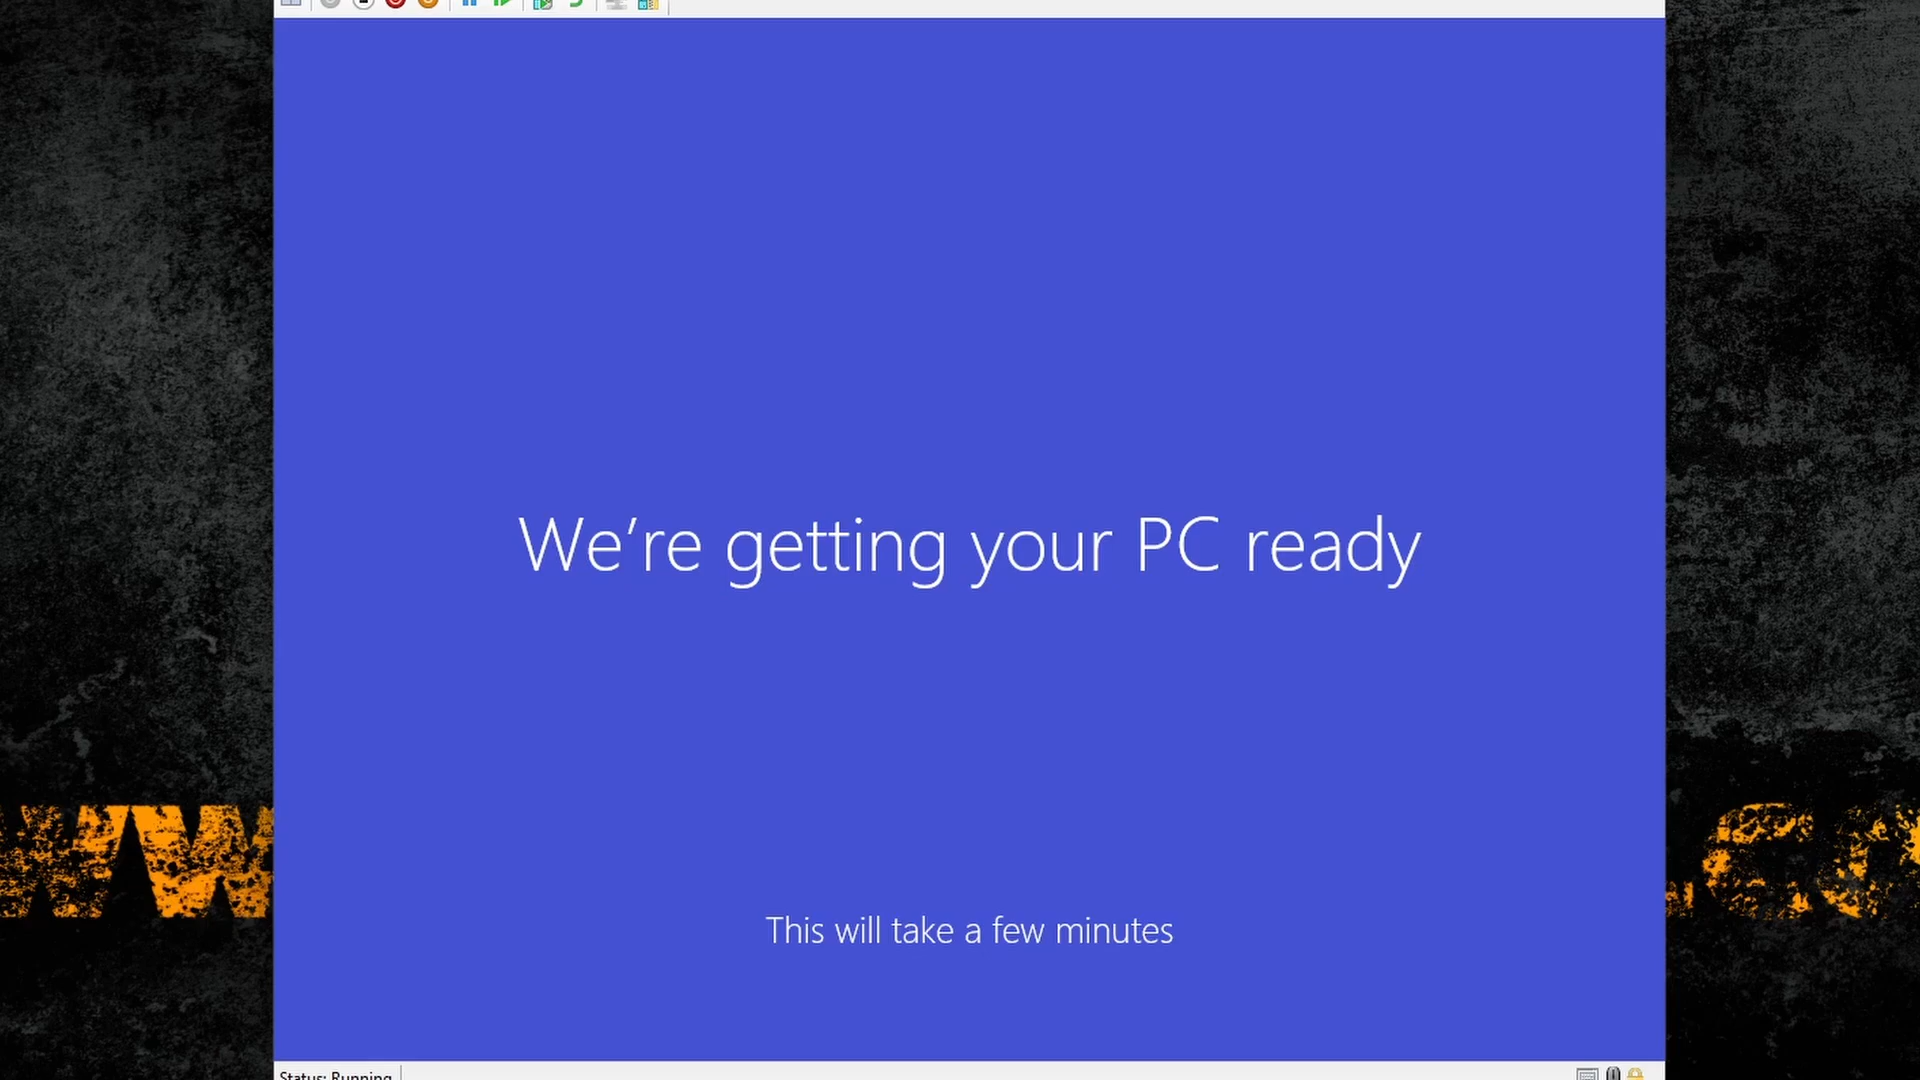 We're getting your PC ready
This will take a few minutes
Status: Running